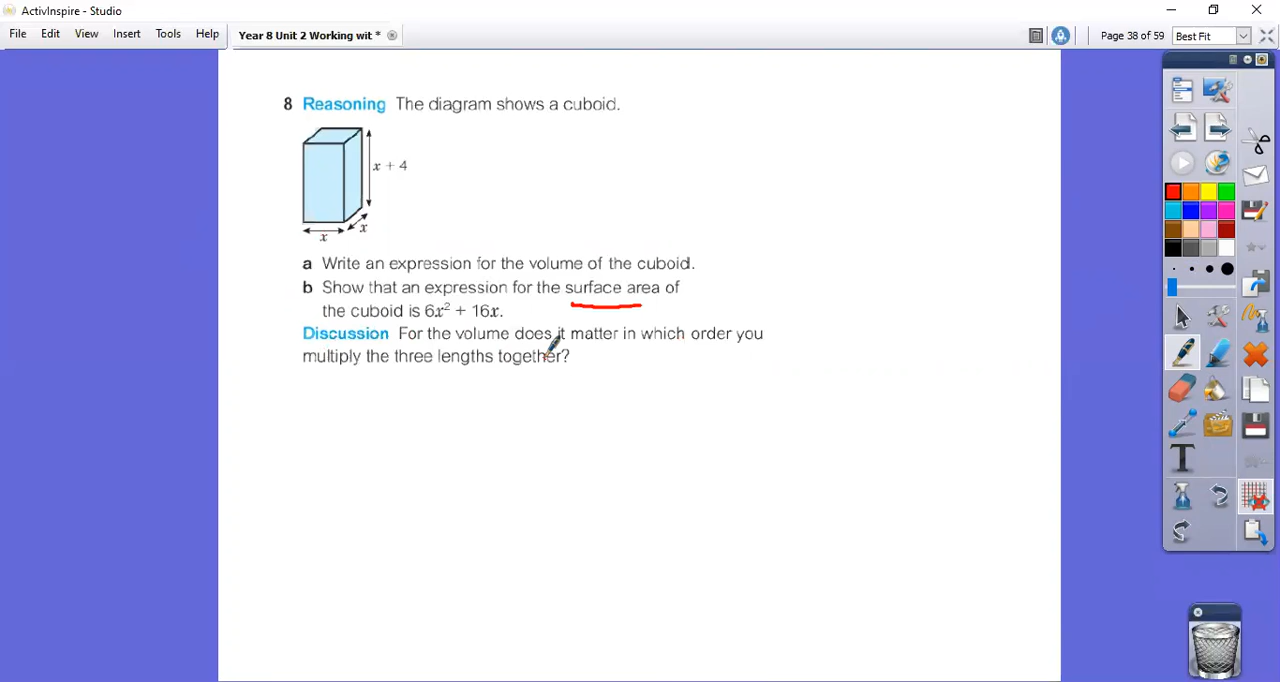 ActivInspire - Studio
File Edit View Insert Tools Help
Year 8 Unit 2 Working wit *
Page 38 of 59
Best Fit
8 Reasoning The diagram shows a cuboid.
x + 4
x
x
a Write an expression for the volume of the cuboid.
b Show that an expression for the surface area of
the cuboid is 6x² + 16x.
Discussion For the volume does it matter in which order you
multiply the three lengths together?
T